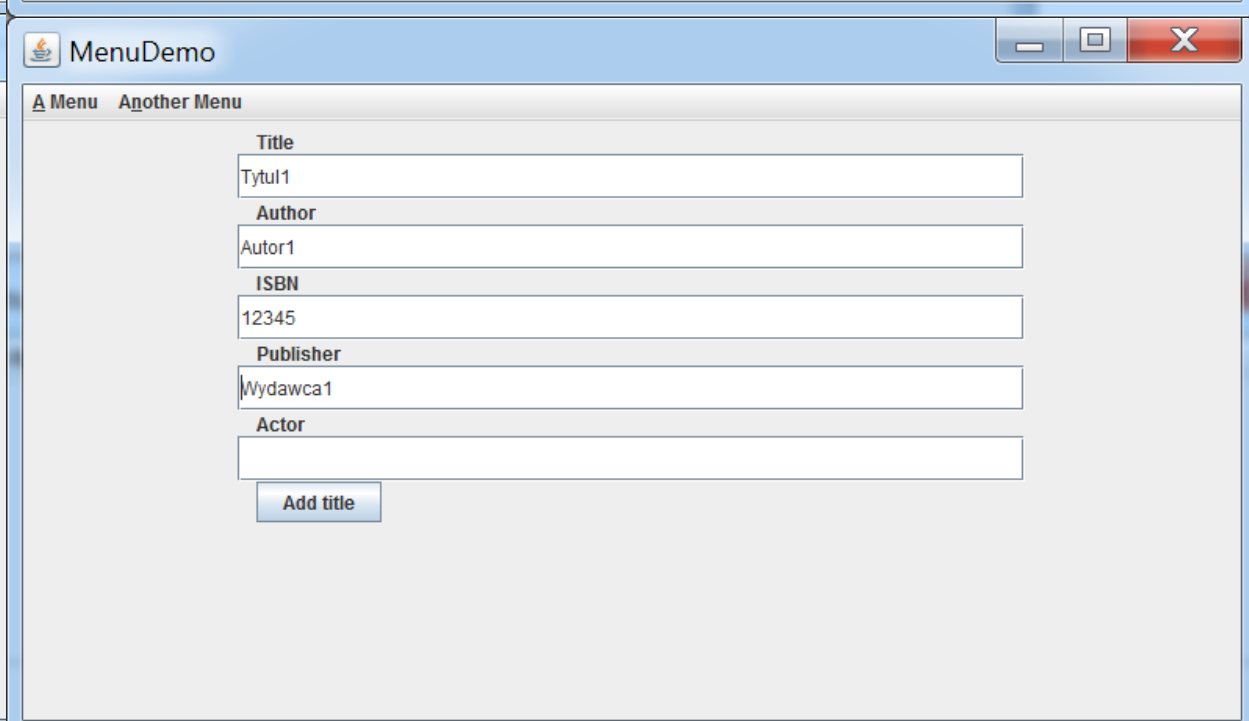 MenuDemo
A Menu Another Menu
Title
Tytul1
Author
Autor1
ISBN
12345
Publisher
Wydawca1
Actor
Add title